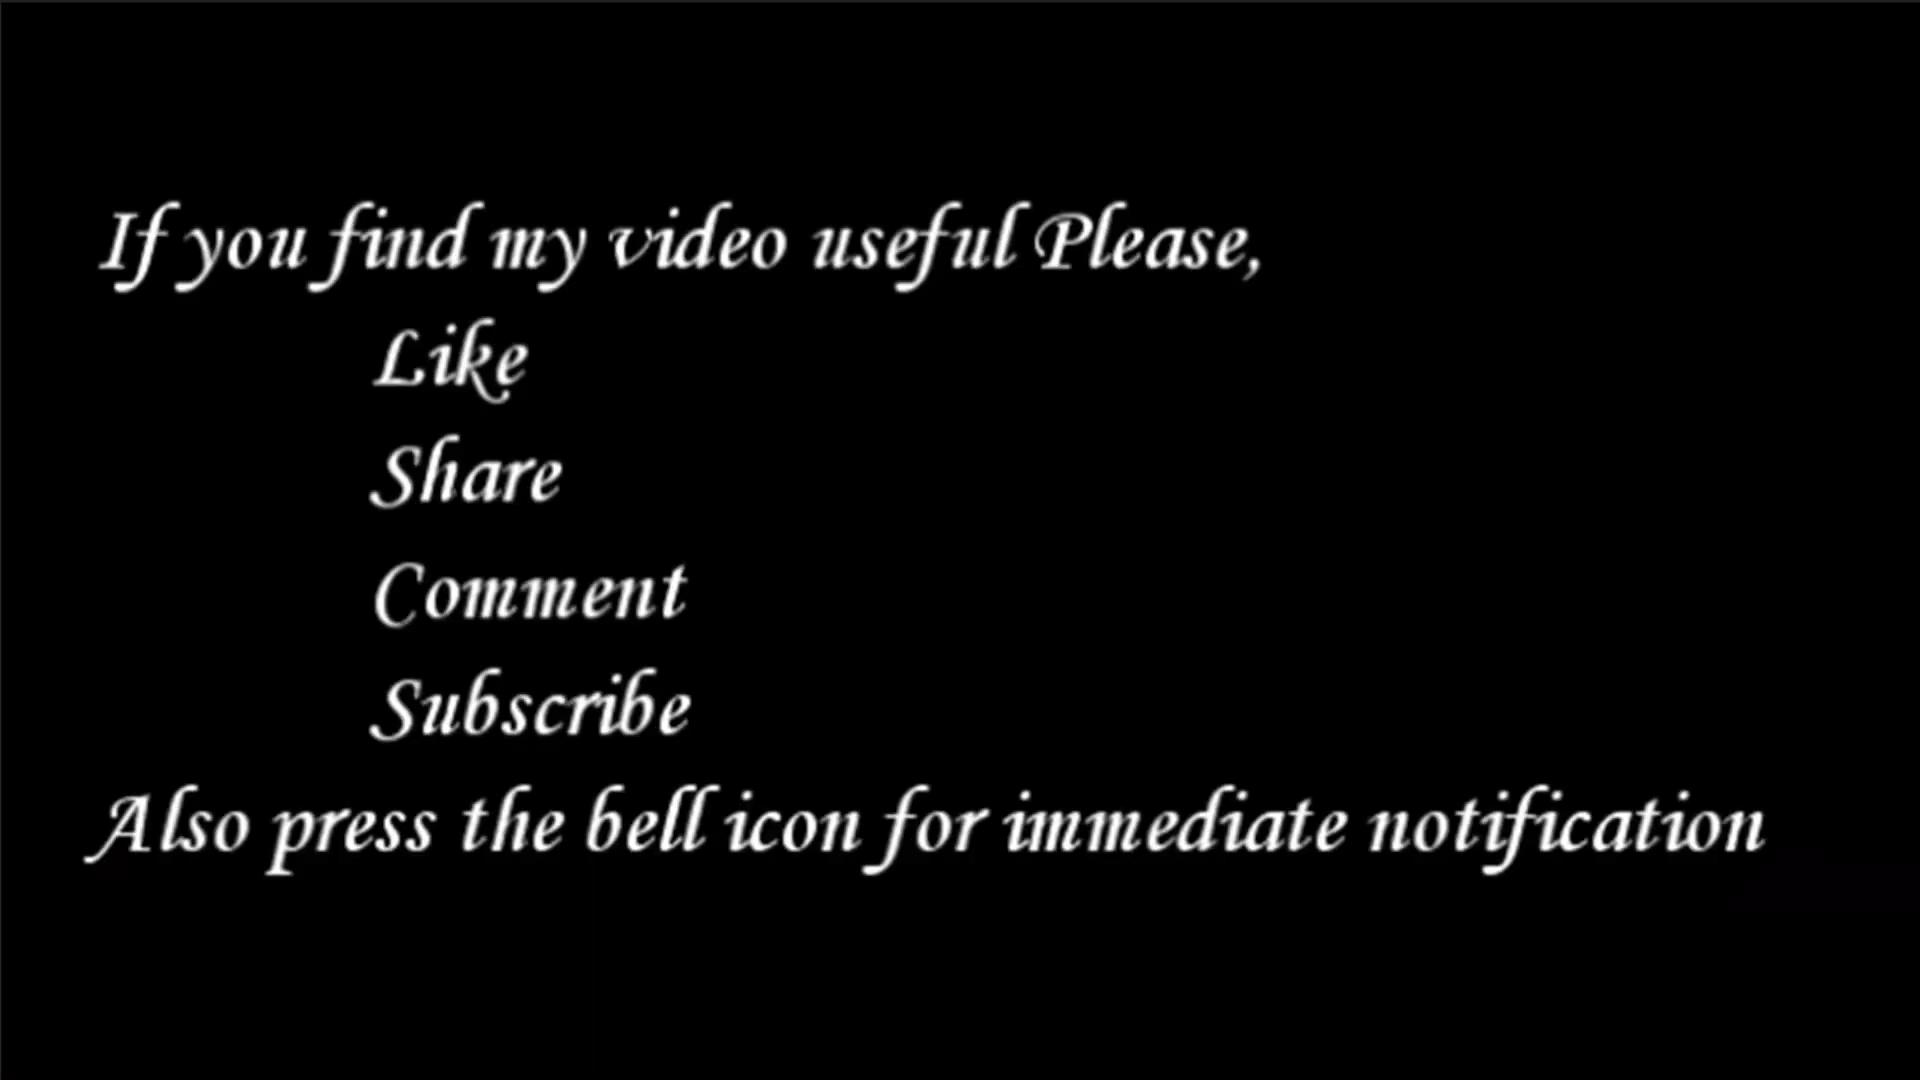 If you find my video useful Please,
Like
Share
Comment
Subscribe
Also press the bell icon for immediate notification